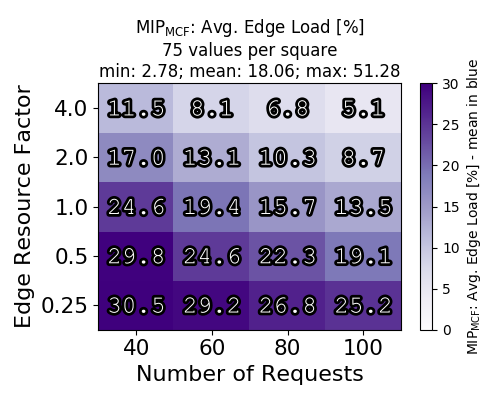 MIP_MCF: Avg. Edge Load [%]
75 values per square
min: 2.78; mean: 18.06; max: 51.28
Edge Resource Factor
4.0 11.5 8.1 6.8 5.1
2.0 17.0 13.1 10.3 8.7
1.0 24.6 19.4 15.7 13.5
0.5 29.8 24.6 22.3 19.1
0.25 30.5 29.2 26.8 25.2
40 60 80 100
Number of Requests
30
25
20
15
10
5
0
MIP_MCF: Avg. Edge Load [%] - mean in blue